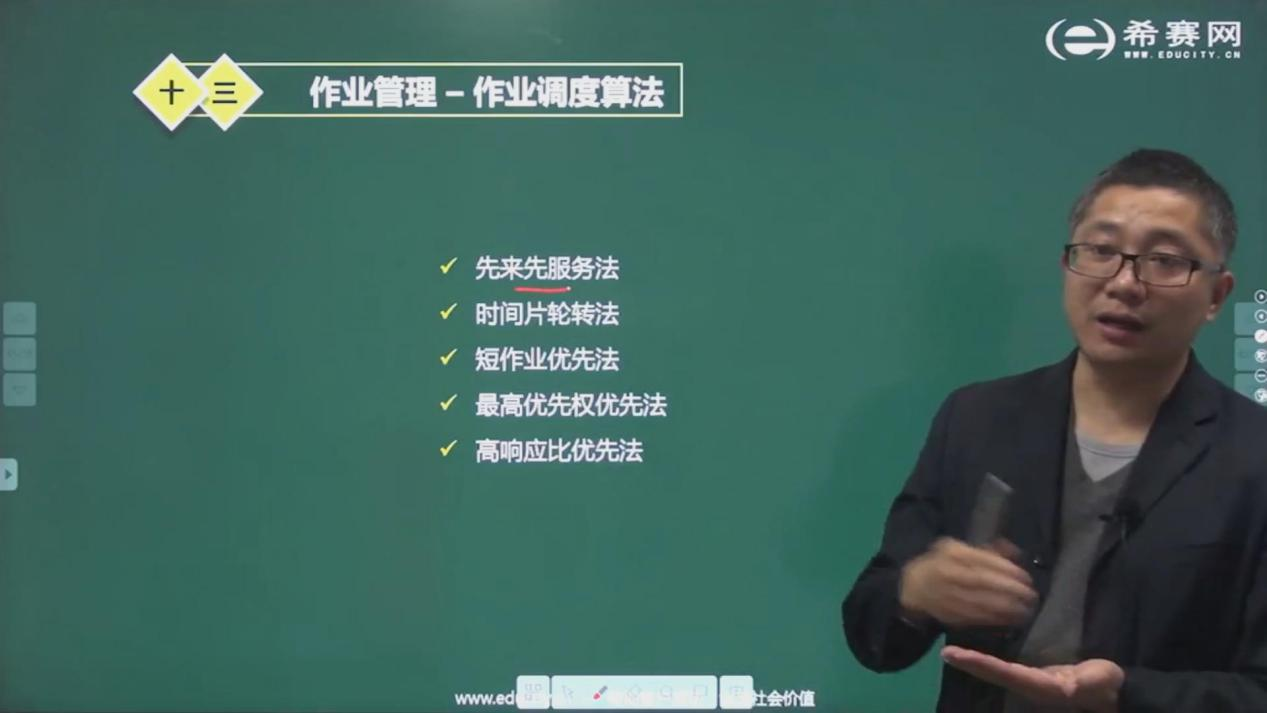 希赛网
WWW.EDUCITY.CN
十三
作业管理 – 作业调度算法
✓ 先来先服务法
✓ 时间片轮转法
✓ 短作业优先法
✓ 最高优先权优先法
✓ 高响应比优先法
www.ed
社会价值